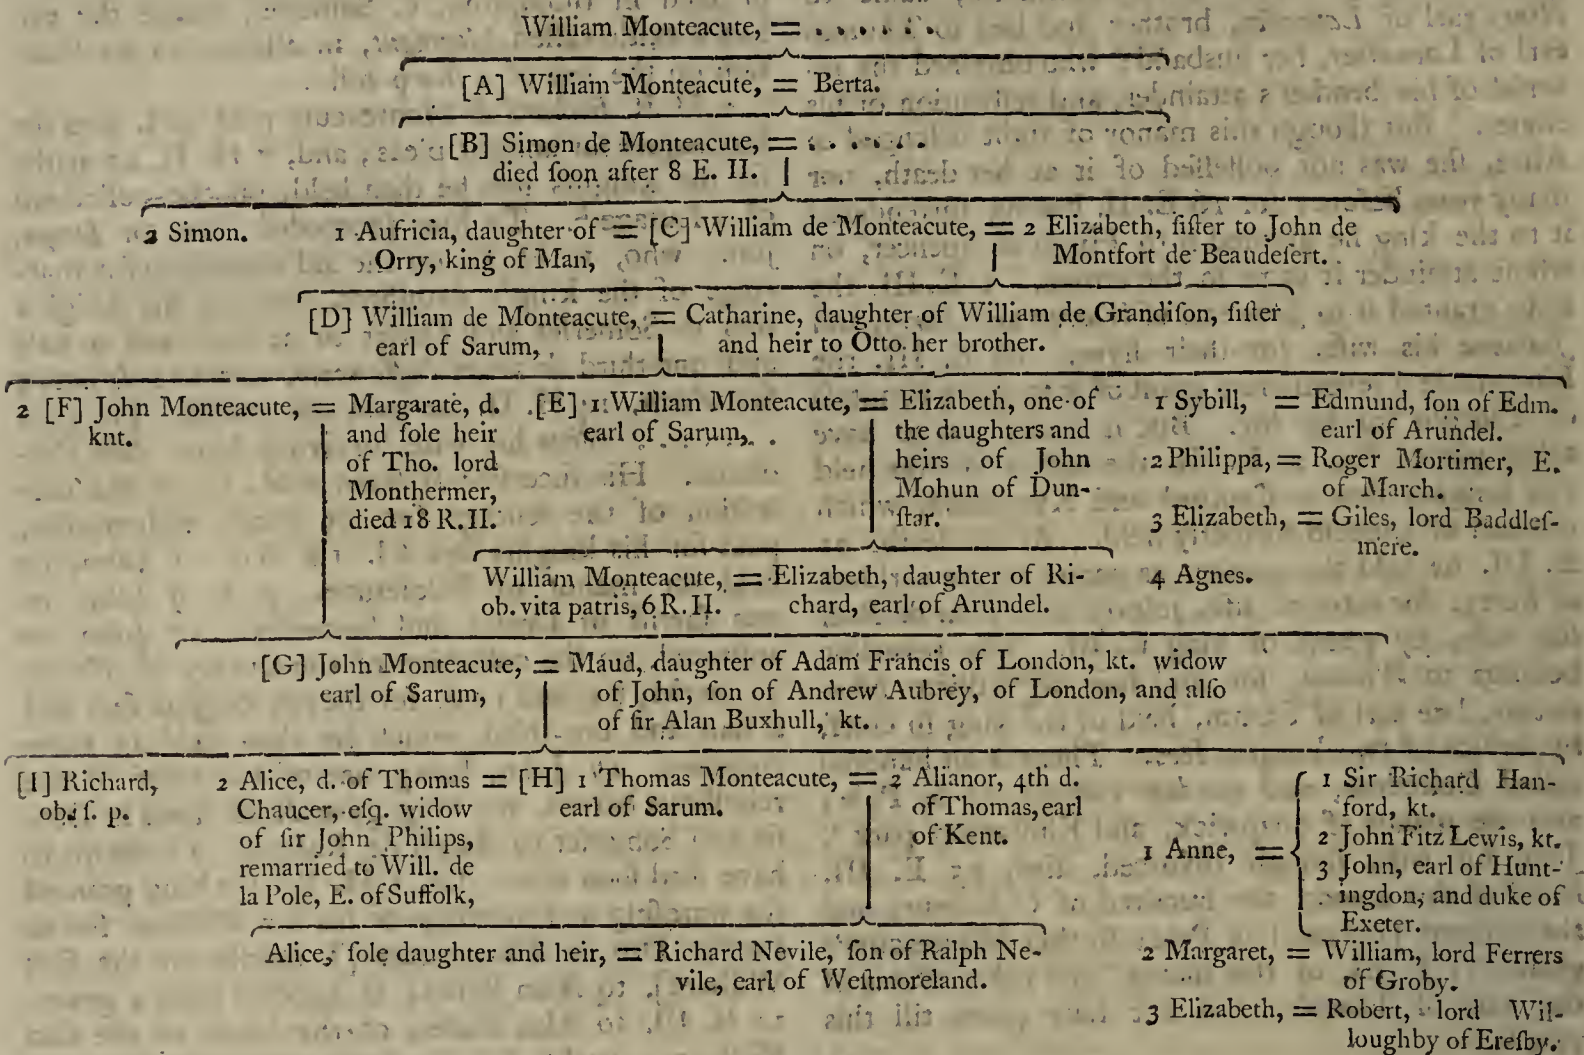 William Monteacute, = . . . . . .
[A] William Monteacute, = Berta.
[B] Simon de Monteacute, = . . . . . .
died ſoon after 8 E. II.
2 Simon.
1 Aufricia, daughter of = [C] William de Monteacute, = 2 Elizabeth, ſiſter to John de
Orry, king of Man,
Montfort de Beaudeſert.
[D] William de Monteacute, = Catharine, daughter of William de Grandiſon, ſiſter
earl of Sarum,
and heir to Otto her brother.
2 [F] John Monteacute, = Margarate, d.
knt.
and ſole heir
of Tho. lord
Monthermer,
died 18 R. II.
[E] 1 William Monteacute, = Elizabeth, one of
earl of Sarum,
the daughters and
heirs of John
Mohun of Dun-
ſtar.
1 Sybill, = Edmund, ſon of Edm.
earl of Arundel.
2 Philippa, = Roger Mortimer, E.
of March.
3 Elizabeth, = Giles, lord Baddleſ-
mere.
4 Agnes.
William Monteacute, = Elizabeth, daughter of Ri-
ob. vita patris, 6 R. II.
chard, earl of Arundel.
[G] John Monteacute, = Maud, daughter of Adam Francis of London, kt. widow
earl of Sarum,
of John, ſon of Andrew Aubrey, of London, and alſo
of ſir Alan Buxhull, kt.
[I] Richard,
ob. ſ. p.
2 Alice, d. of Thomas = [H] 1 Thomas Monteacute, = 2 Alianor, 4th d.
Chaucer, eſq. widow
earl of Sarum.
of Thomas, earl
of ſir John Philips,
of Kent.
remarried to Will. de
la Pole, E. of Suffolk,
1 Anne, =
1 Sir Richard Han-
ford, kt.
2 John Fitz Lewis, kt.
3 John, earl of Hunt-
ingdon, and duke of
Exeter.
Alice, ſole daughter and heir, = Richard Nevile, ſon of Ralph Ne-
vile, earl of Weſtmoreland.
2 Margaret, = William, lord Ferrers
of Groby.
3 Elizabeth, = Robert, lord Wil-
loughby of Ereſby.